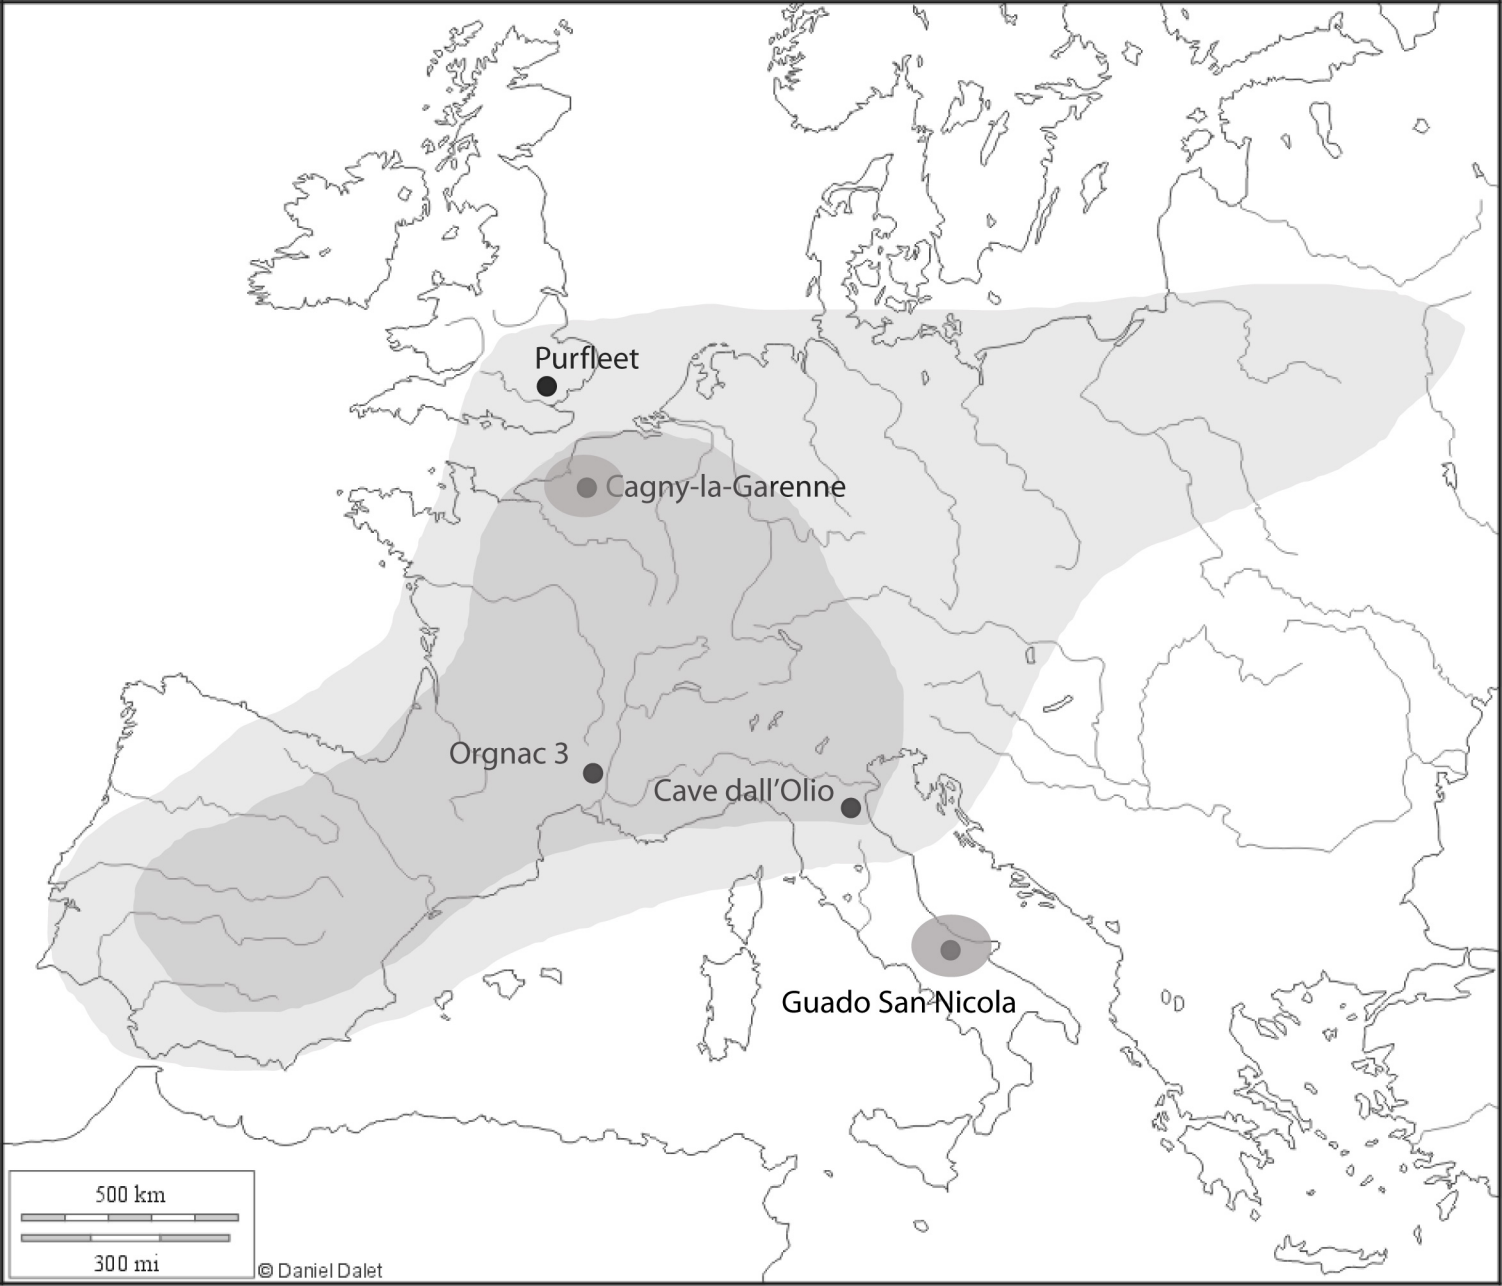 Purfleet
Cagny-la-Garenne
Orgnac 3
Cave dall’Olio
Guado San Nicola
500 km
300 mi
© Daniel Dalet